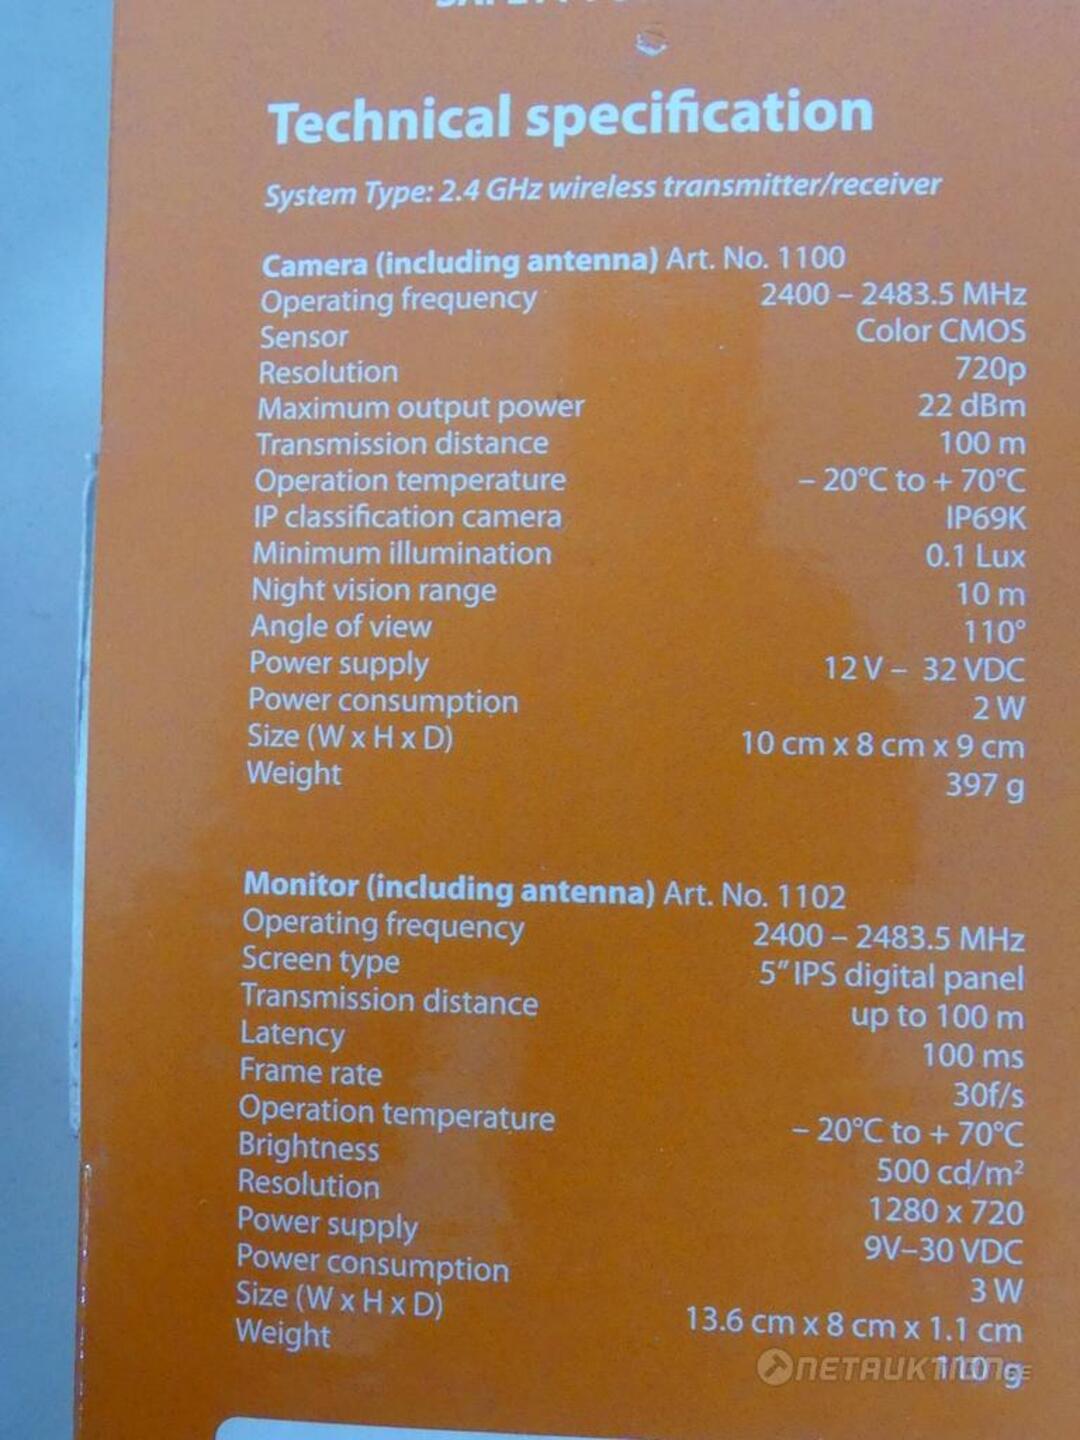 Technical specification
System Type: 2.4 GHz wireless transmitter/receiver
Camera (including antenna) Art. No. 1100
Operating frequency 2400 – 2483.5 MHz
Sensor Color CMOS
Resolution 720p
Maximum output power 22 dBm
Transmission distance 100 m
Operation temperature – 20°C to + 70°C
IP classification camera IP69K
Minimum illumination 0.1 Lux
Night vision range 10 m
Angle of view 110°
Power supply 12 V – 32 VDC
Power consumption 2 W
Size (W x H x D) 10 cm x 8 cm x 9 cm
Weight 397 g
Monitor (including antenna) Art. No. 1102
Operating frequency 2400 – 2483.5 MHz
Screen type 5" IPS digital panel
Transmission distance up to 100 m
Latency 100 ms
Frame rate 30f/s
Operation temperature – 20°C to + 70°C
Brightness 500 cd/m²
Resolution 1280 x 720
Power supply 9V–30 VDC
Power consumption 3 W
Size (W x H x D) 13.6 cm x 8 cm x 1.1 cm
Weight g